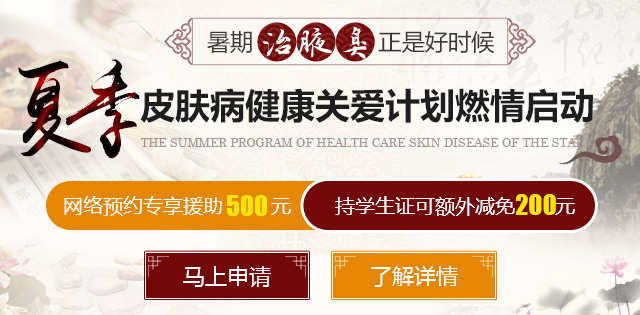 暑期治腋臭正是好时候
夏季
皮肤病健康关爱计划燃情启动
THE SUMMER PROGRAM OF HEALTH CARE SKIN DISEASE OF THE STAR
网络预约专享援助500元
持学生证可额外减免200元
马上申请
了解详情